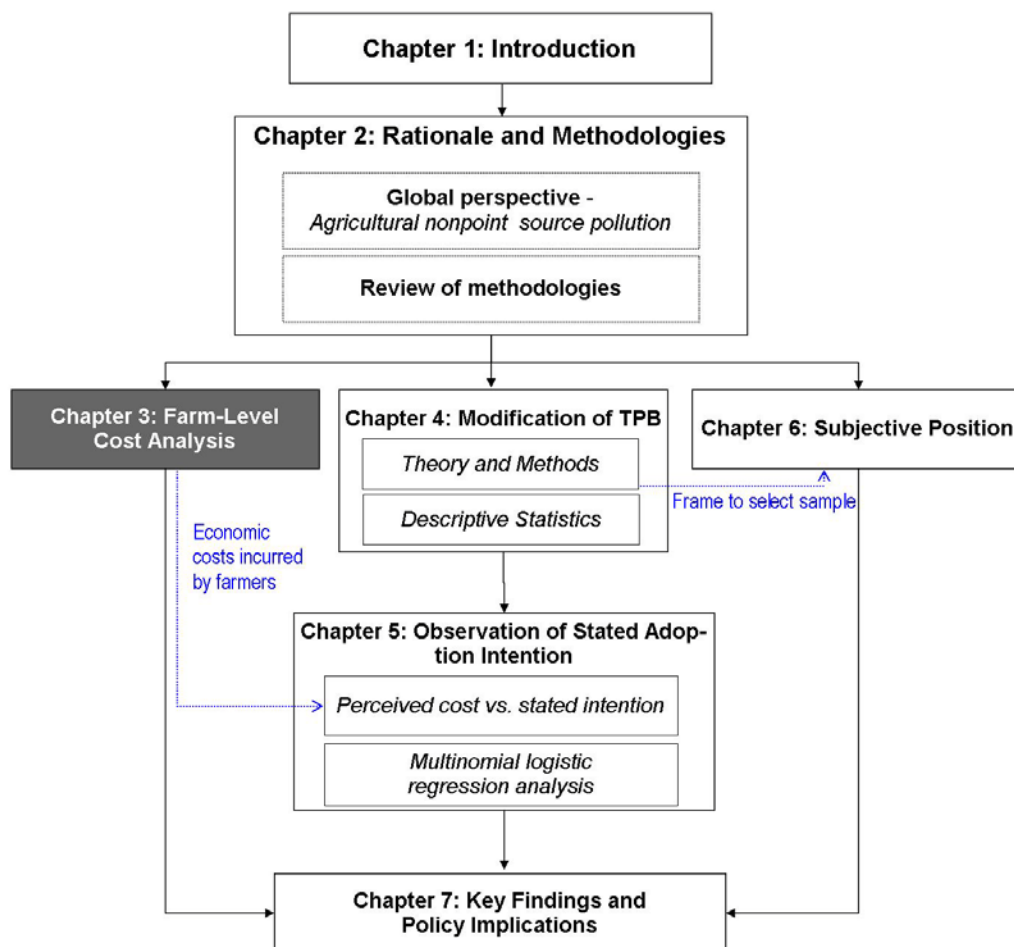 Chapter 1: Introduction
Chapter 2: Rationale and Methodologies
Global perspective -
Agricultural nonpoint source pollution
Review of methodologies
Chapter 3: Farm-Level
Cost Analysis
Chapter 4: Modification of TPB
Theory and Methods
Descriptive Statistics
Chapter 6: Subjective Position
Frame to select sample
Economic
costs incurred
by farmers
Chapter 5: Observation of Stated Adop-
tion Intention
Perceived cost vs. stated intention
Multinomial logistic
regression analysis
Chapter 7: Key Findings and
Policy Implications